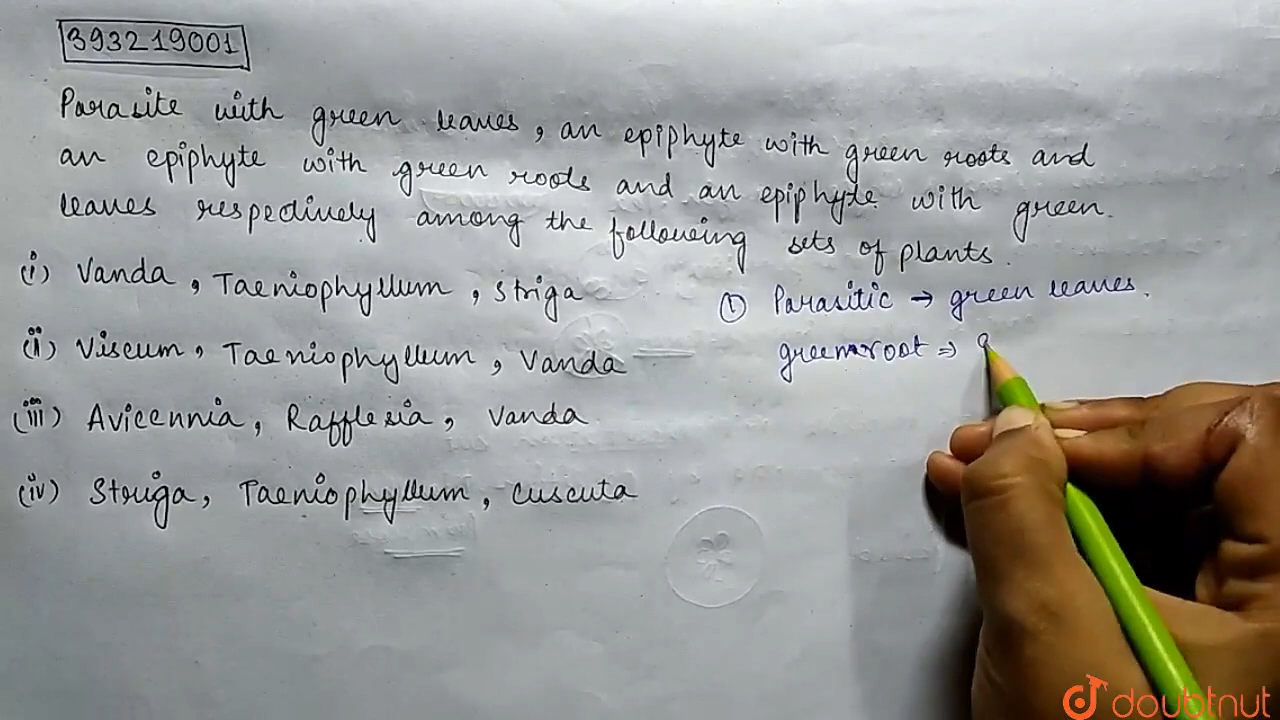 393219001
Parasite with green leaves, an epiphyte with green roots and
an epiphyte with green roots and an epiphyte with green
leaves respectively among the following sets of plants.
(i) Vanda, Taeniophyllum, Striga
(ii) Viscum, Taeniophyllum, Vanda
(iii) Avicennia, Rafflesia, Vanda
(iv) Striga, Taeniophyllum, Cuscuta
① Parasitic → green leaves.
green root ⇒
doubtnut